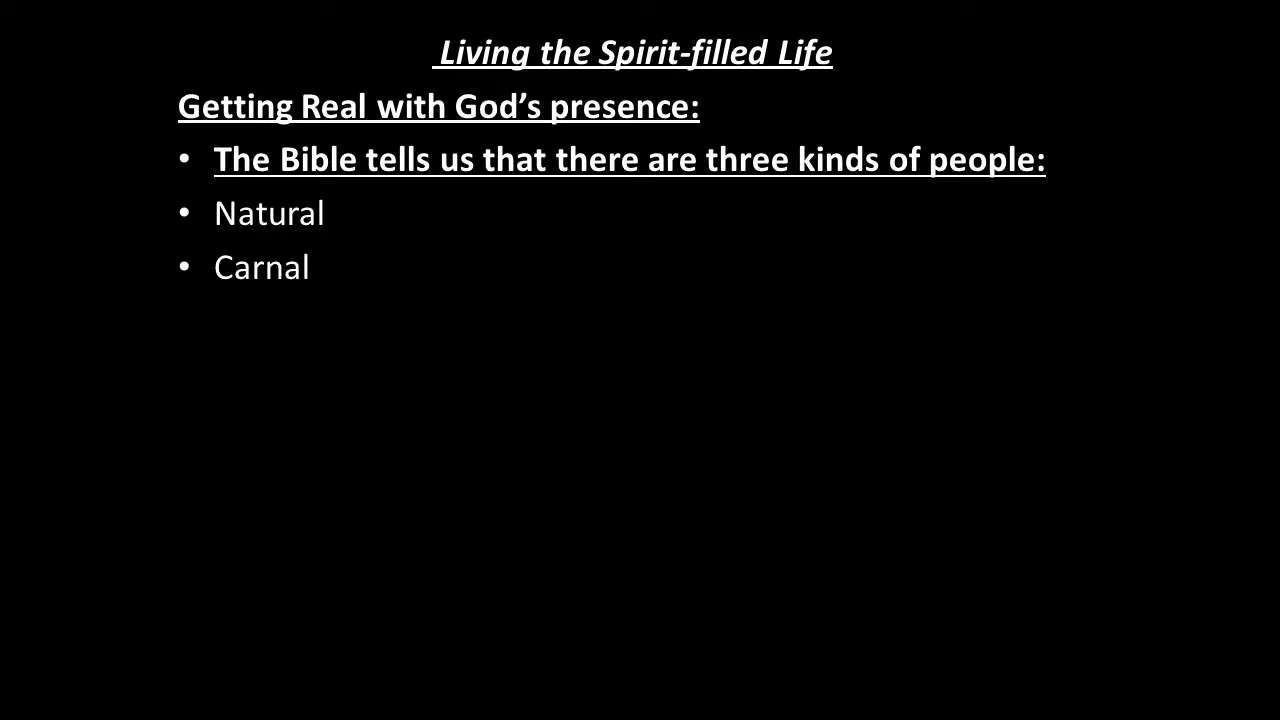 Living the Spirit-filled Life
Getting Real with God’s presence:
• The Bible tells us that there are three kinds of people:
• Natural
• Carnal